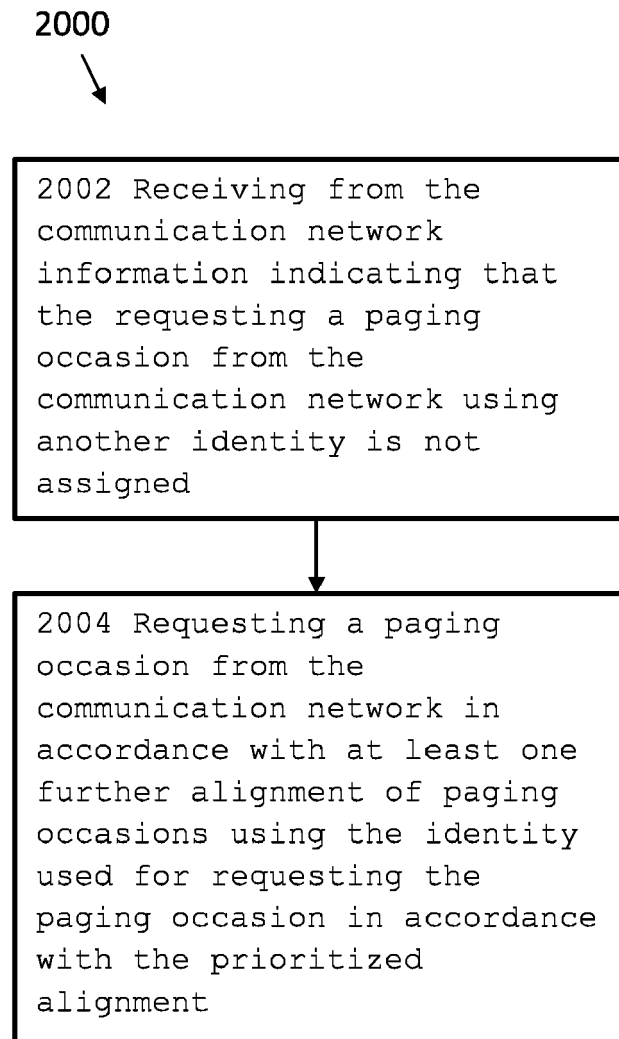 2000
2002 Receiving from the
communication network
information indicating that
the requesting a paging
occasion from the
communication network using
another identity is not
assigned
2004 Requesting a paging
occasion from the
communication network in
accordance with at least one
further alignment of paging
occasions using the identity
used for requesting the
paging occasion in accordance
with the prioritized
alignment